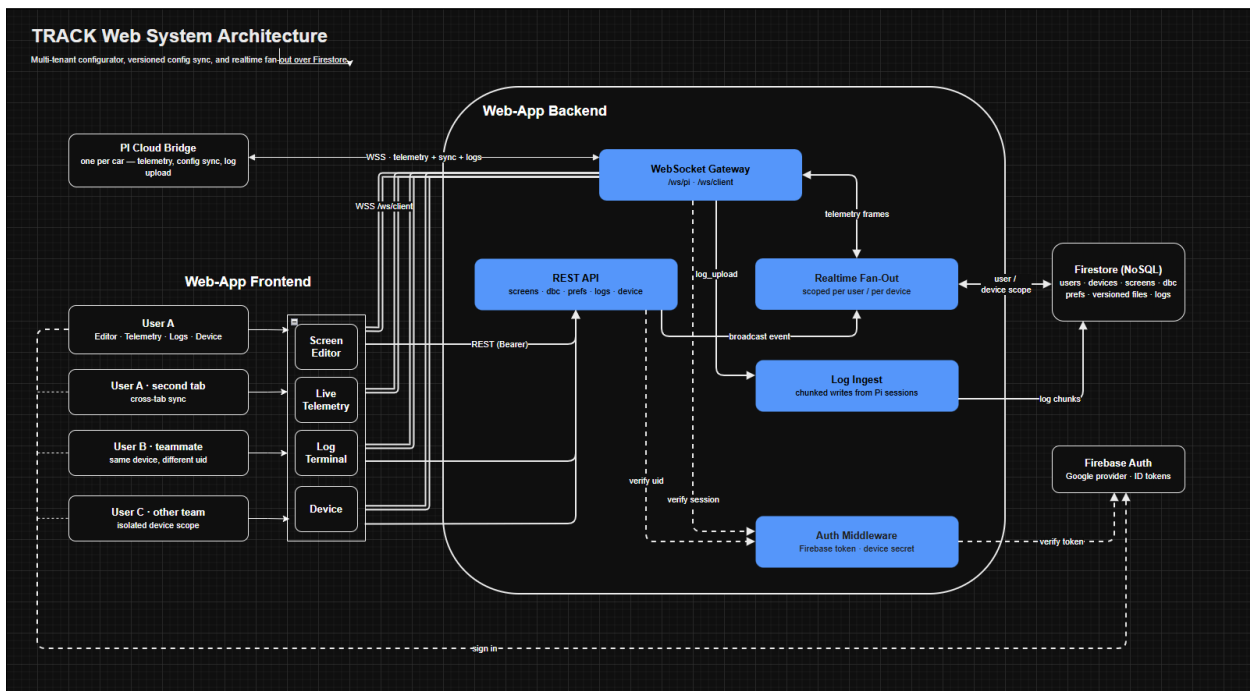 TRACK Web System Architecture
Multi-tenant configurator, versioned config sync, and realtime fan-out over Firestore.
Web-App Backend
PI Cloud Bridge
one per car — telemetry, config sync, log
upload
WSS · telemetry + sync + logs
WebSocket Gateway
/ws/pi · /ws/client
WSS /ws/client
telemetry frames
Web-App Frontend
REST API
screens · dbc · prefs · logs · device
log_upload
Realtime Fan-Out
scoped per user / per device
user /
device scope
Firestore (NoSQL)
users · devices · screens · dbc
prefs · versioned files · logs
User A
Editor · Telemetry · Logs · Device
Screen
Editor
REST (Bearer)
broadcast event
User A · second tab
cross-tab sync
Live
Telemetry
Log Ingest
chunked writes from Pi sessions
log chunks
User B · teammate
same device, different uid
Log
Terminal
Firebase Auth
Google provider · ID tokens
verify uid
verify session
User C · other team
isolated device scope
Device
Auth Middleware
Firebase token · device secret
verify token
sign in